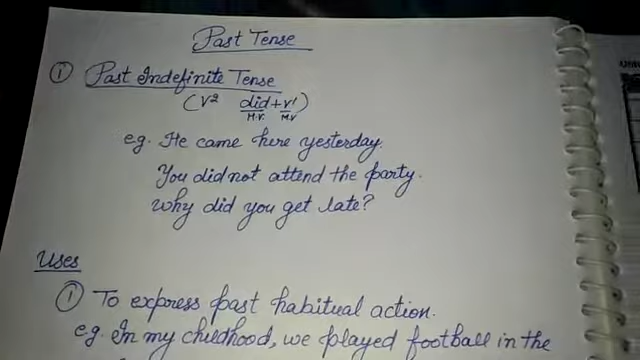 Past Tense
① Past Indefinite Tense
(V² did+V¹)
H.V. M.V
e.g. He came here yesterday.
You did not attend the party.
Why did you get late?
Uses
① To express past habitual action.
e.g. In my childhood, we played football in the